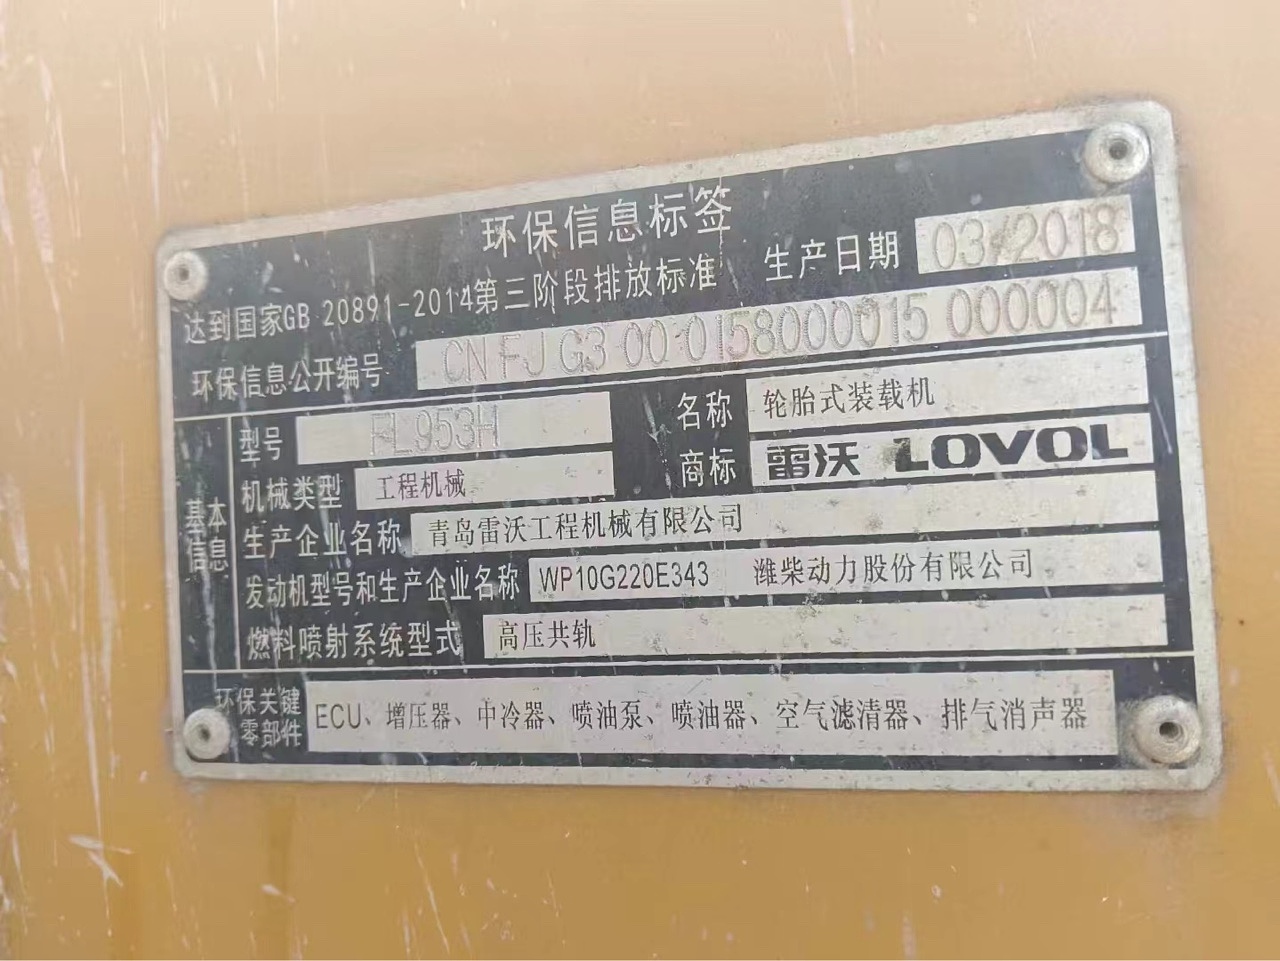 环保信息标签
达到国家GB 20891-2014第三阶段排放标准 生产日期 03/2018
环保信息公开编号 CN FJ G3 00 0158000015 000004
基本信息
型号 FL953H 名称 轮胎式装载机
机械类型 工程机械 商标 雷沃 LOVOL
生产企业名称 青岛雷沃工程机械有限公司
发动机型号和生产企业名称 WP10G220E343 潍柴动力股份有限公司
燃料喷射系统型式 高压共轨
环保关键零部件 ECU、增压器、中冷器、喷油泵、喷油器、空气滤清器、排气消声器